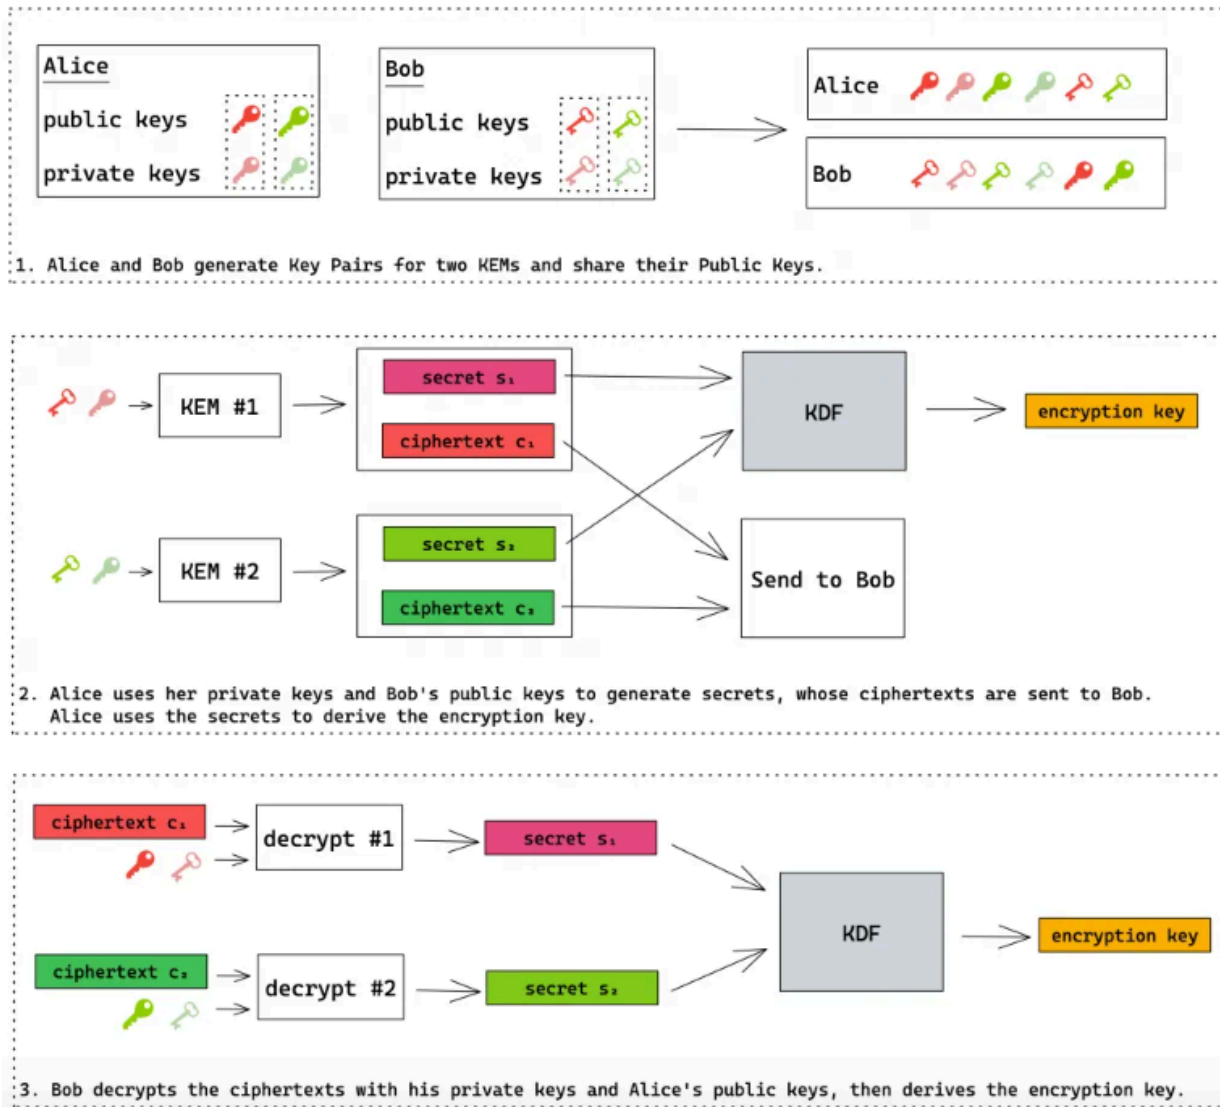 Alice
public keys
private keys
Bob
public keys
private keys
Alice
Bob
1. Alice and Bob generate Key Pairs for two KEMs and share their Public Keys.
KEM #1
secret s₁
ciphertext c₁
KDF
encryption key
KEM #2
secret s₂
ciphertext c₂
Send to Bob
2. Alice uses her private keys and Bob's public keys to generate secrets, whose ciphertexts are sent to Bob.
Alice uses the secrets to derive the encryption key.
ciphertext c₁
decrypt #1
secret s₁
KDF
encryption key
ciphertext c₂
decrypt #2
secret s₂
3. Bob decrypts the ciphertexts with his private keys and Alice's public keys, then derives the encryption key.